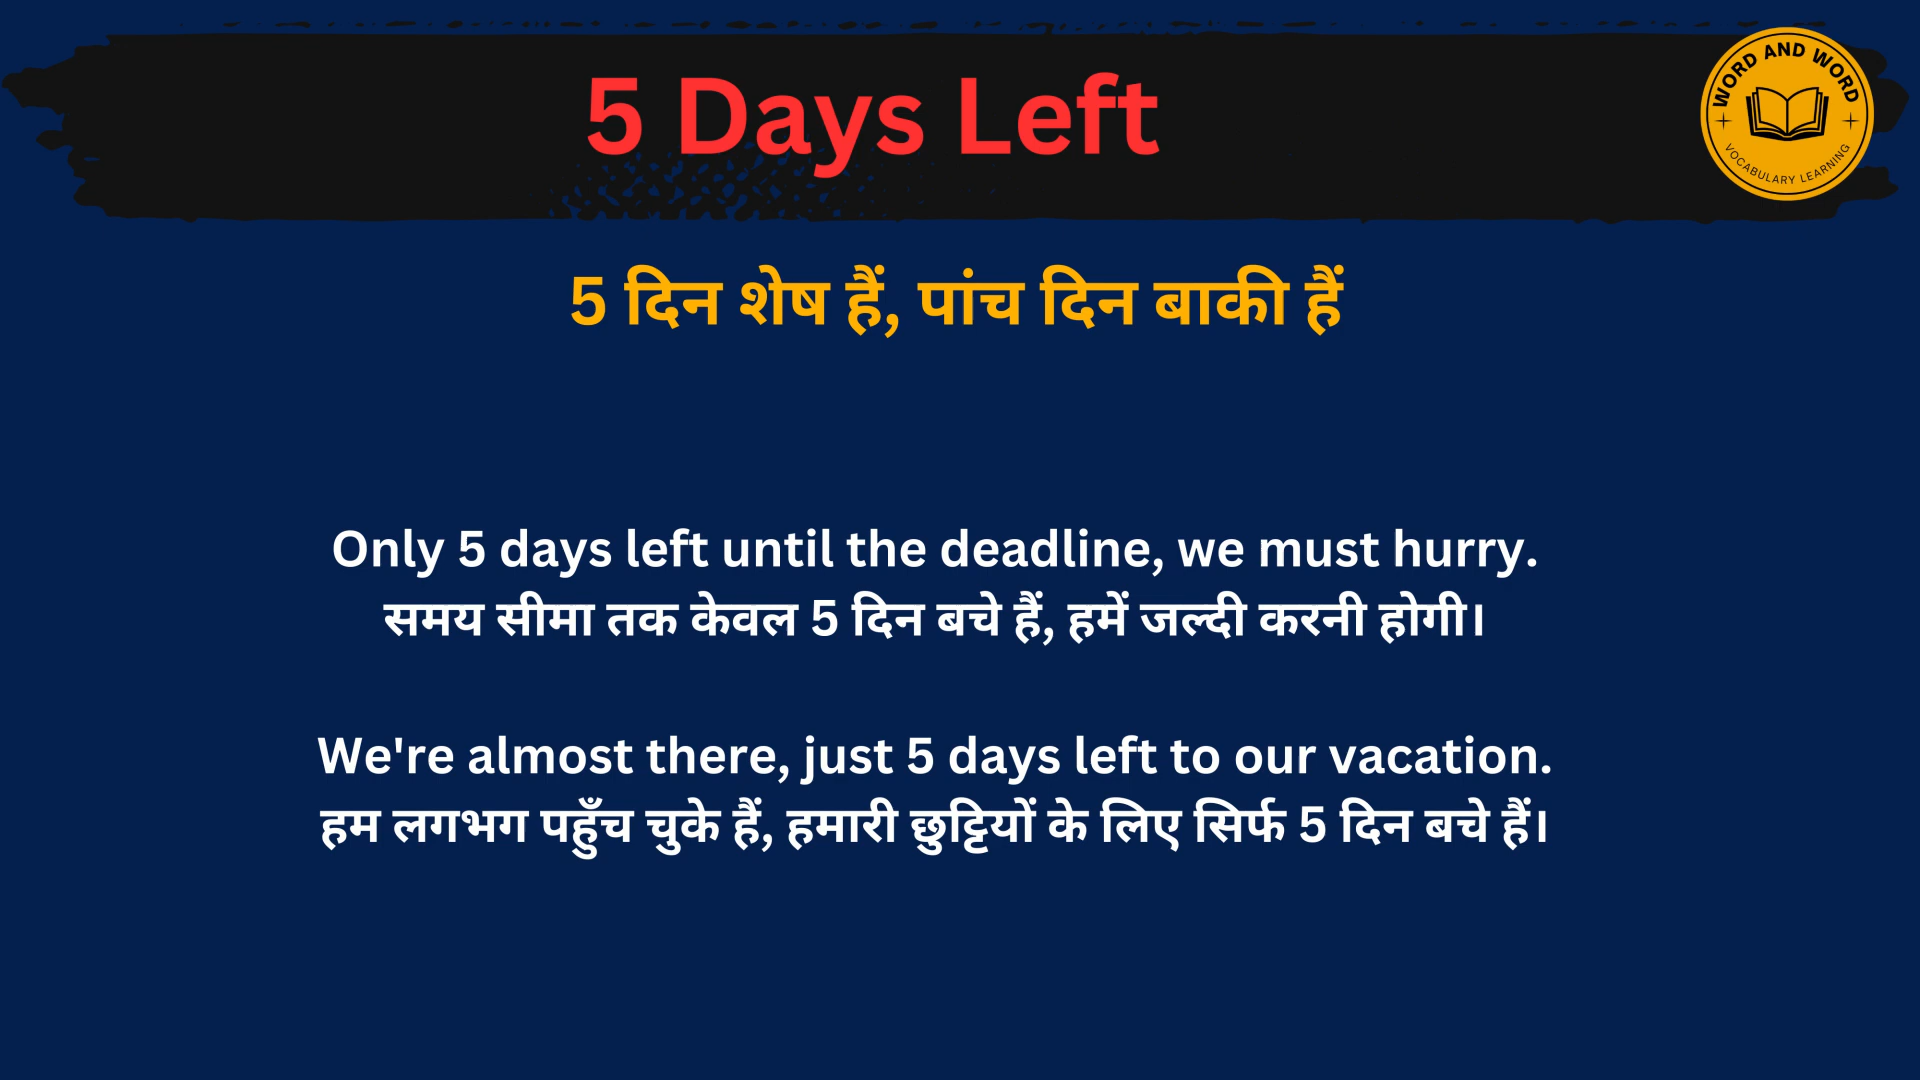 5 Days Left
WORD AND WORD
VOCABULARY LEARNING
5 दिन शेष हैं, पांच दिन बाकी हैं
Only 5 days left until the deadline, we must hurry.
समय सीमा तक केवल 5 दिन बचे हैं, हमें जल्दी करनी होगी।
We're almost there, just 5 days left to our vacation.
हम लगभग पहुँच चुके हैं, हमारी छुट्टियों के लिए सिर्फ 5 दिन बचे हैं।